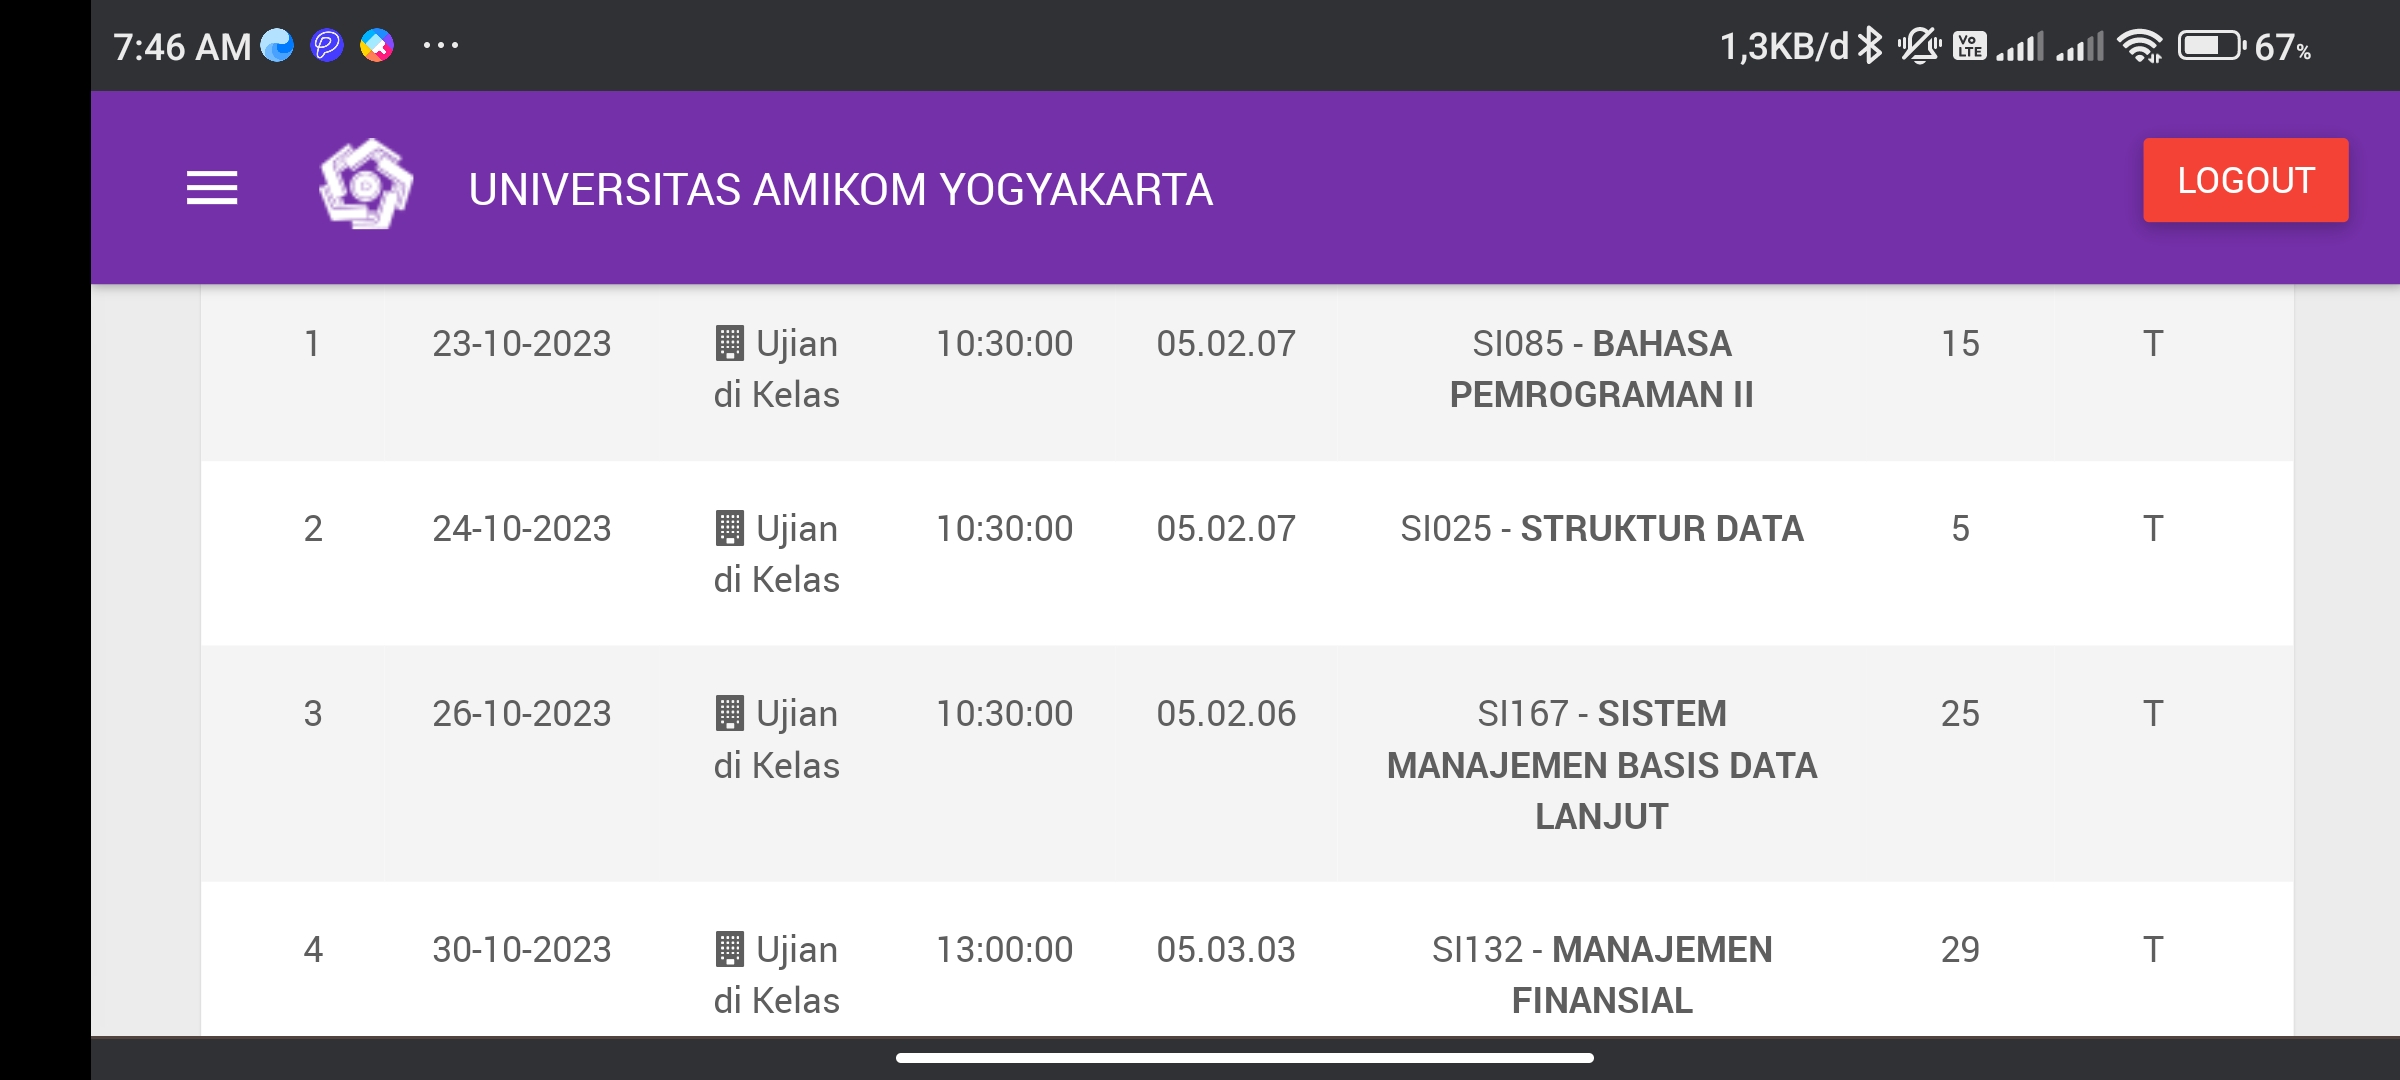 7:46 AM ... 1,3KB/d Vo LTE 67%
UNIVERSITAS AMIKOM YOGYAKARTA LOGOUT
1 23-10-2023 Ujian 10:30:00 05.02.07 SI085 - BAHASA 15 T
di Kelas PEMROGRAMAN II
2 24-10-2023 Ujian 10:30:00 05.02.07 SI025 - STRUKTUR DATA 5 T
di Kelas
3 26-10-2023 Ujian 10:30:00 05.02.06 SI167 - SISTEM 25 T
di Kelas MANAJEMEN BASIS DATA
LANJUT
4 30-10-2023 Ujian 13:00:00 05.03.03 SI132 - MANAJEMEN 29 T
di Kelas FINANSIAL